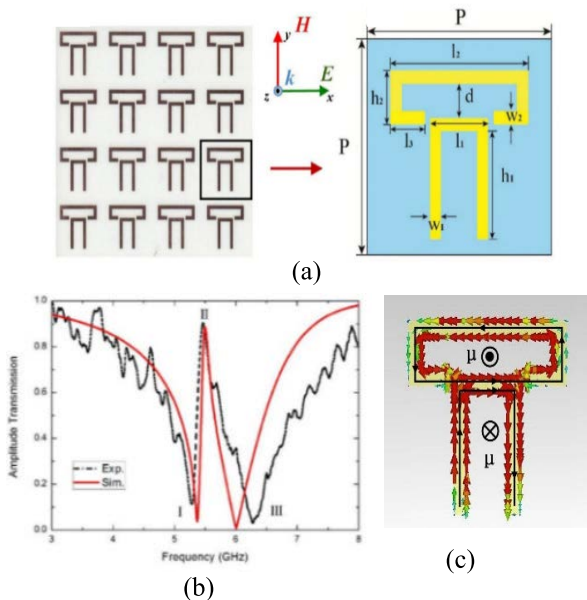 H
y
k
E
z
x
P
l₂
h₂
d
W₂
P
l₃
l₁
h₁
W₁
(a)
1.0
0.8
0.6
0.4
0.2
0.0
Amplitude Transmission
II
I
III
Exp.
Sim.
3
4
5
6
7
8
Frequency (GHz)
(b)
μ
μ
(c)